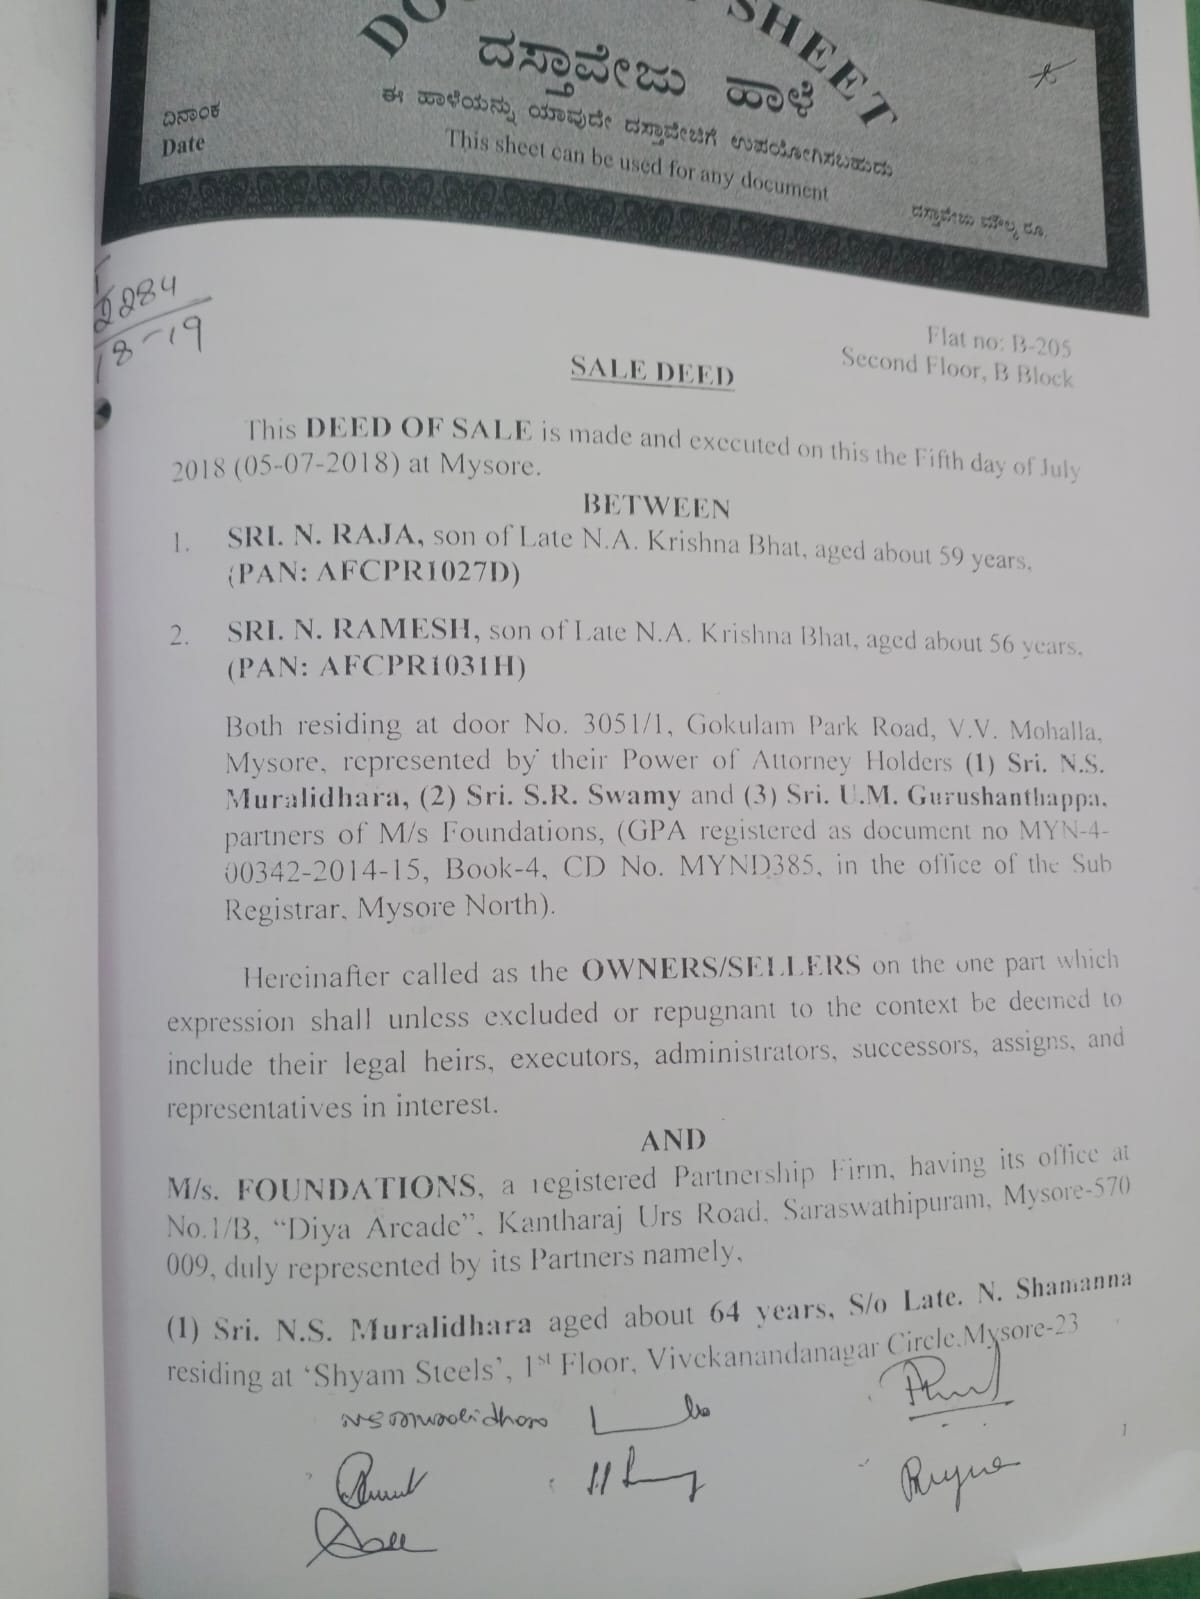 SHEET
ದಸ್ತಾವೇಜು ಹಾಳೆ
ಈ ಹಾಳೆಯನ್ನು ಯಾವುದೇ ದಸ್ತಾವೇಜಿಗೆ ಉಪಯೋಗಿಸಬಹುದು
This sheet can be used for any document
ದಿನಾಂಕ
Date
ದಸ್ತಾವೇಜು ಮೌಲ್ಯ ರೂ.
2284
18-19
Flat no: B-205
Second Floor, B Block
SALE DEED
This DEED OF SALE is made and executed on this the Fifth day of July
2018 (05-07-2018) at Mysore.
BETWEEN
1. SRI. N. RAJA, son of Late N.A. Krishna Bhat, aged about 59 years,
(PAN: AFCPR1027D)
2. SRI. N. RAMESH, son of Late N.A. Krishna Bhat, aged about 56 years,
(PAN: AFCPR1031H)
Both residing at door No. 3051/1, Gokulam Park Road, V.V. Mohalla,
Mysore, represented by their Power of Attorney Holders (1) Sri. N.S.
Muralidhara, (2) Sri. S.R. Swamy and (3) Sri. U.M. Gurushanthappa,
partners of M/s Foundations, (GPA registered as document no MYN-4-
00342-2014-15, Book-4, CD No. MYND385, in the office of the Sub
Registrar, Mysore North).
Hereinafter called as the OWNERS/SELLERS on the one part which
expression shall unless excluded or repugnant to the context be deemed to
include their legal heirs, executors, administrators, successors, assigns, and
representatives in interest.
AND
M/s. FOUNDATIONS, a registered Partnership Firm, having its office at
No.1/B, “Diya Arcade”, Kantharaj Urs Road, Saraswathipuram, Mysore-570
009, duly represented by its Partners namely,
(1) Sri. N.S. Muralidhara aged about 64 years, S/o Late. N. Shamanna
residing at ‘Shyam Steels’, 1st Floor, Vivekanandanagar Circle,Mysore-23
1